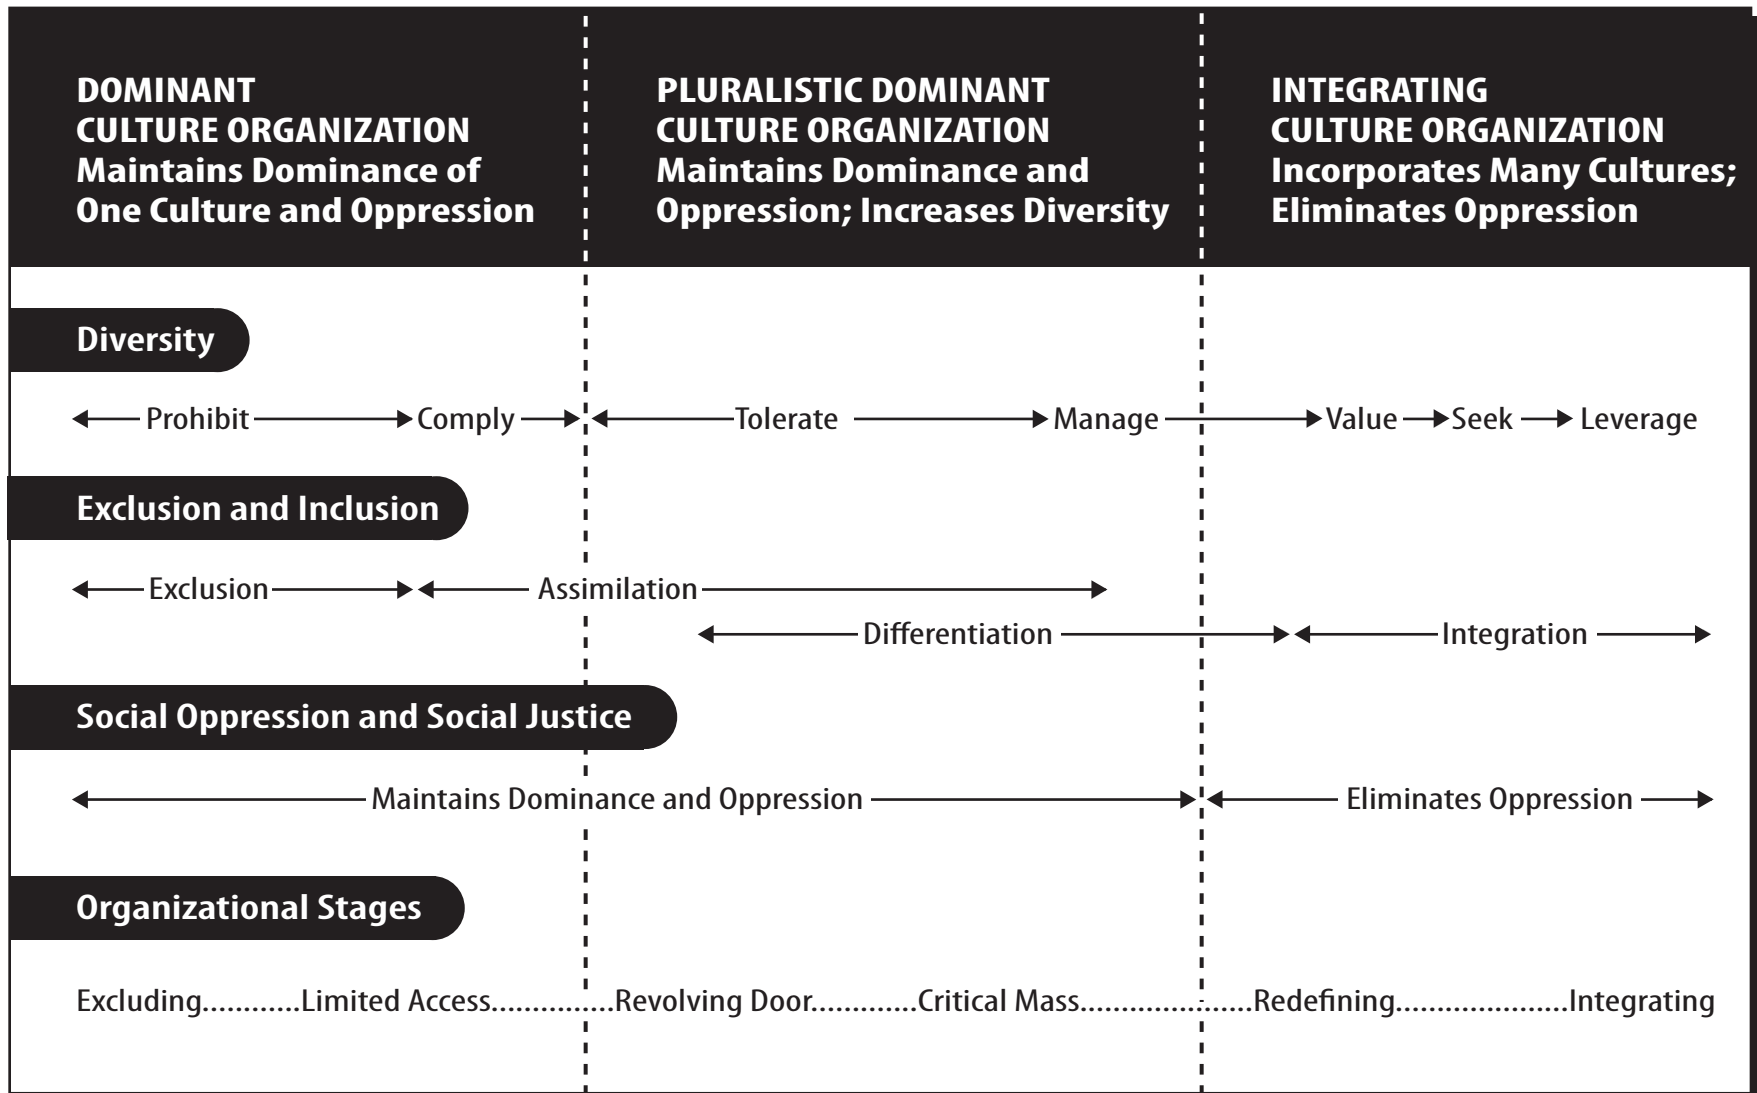 DOMINANT
CULTURE ORGANIZATION
Maintains Dominance of
One Culture and Oppression
PLURALISTIC DOMINANT
CULTURE ORGANIZATION
Maintains Dominance and
Oppression; Increases Diversity
INTEGRATING
CULTURE ORGANIZATION
Incorporates Many Cultures;
Eliminates Oppression
Diversity
Prohibit Comply Tolerate Manage Value Seek Leverage
Exclusion and Inclusion
Exclusion Assimilation
Differentiation Integration
Social Oppression and Social Justice
Maintains Dominance and Oppression Eliminates Oppression
Organizational Stages
Excluding............Limited Access...............Revolving Door.............Critical Mass.....................Redefining.....................Integrating